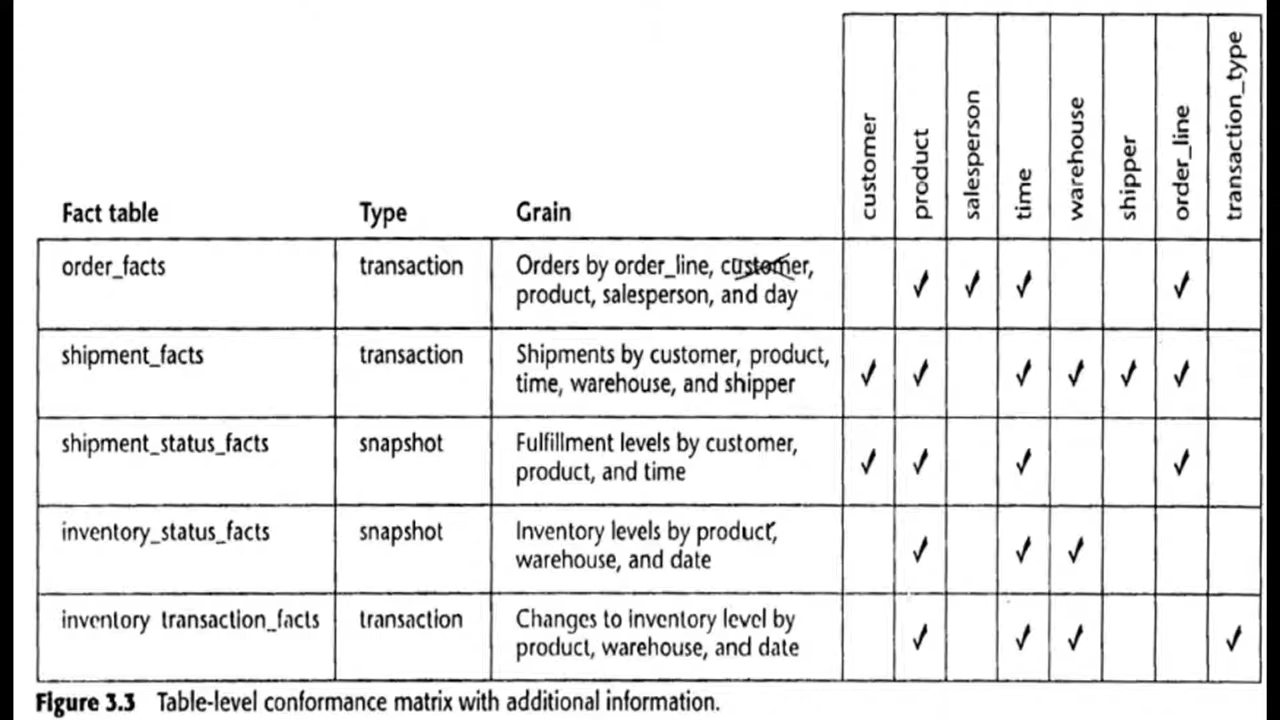 customer
product
salesperson
time
warehouse
shipper
order_line
transaction_type
Fact table Type Grain
order_facts transaction Orders by order_line, customer,
product, salesperson, and day
shipment_facts transaction Shipments by customer, product,
time, warehouse, and shipper
shipment_status_facts snapshot Fulfillment levels by customer,
product, and time
inventory_status_facts snapshot Inventory levels by product,
warehouse, and date
inventory transaction_facts transaction Changes to inventory level by
product, warehouse, and date
Figure 3.3 Table-level conformance matrix with additional information.